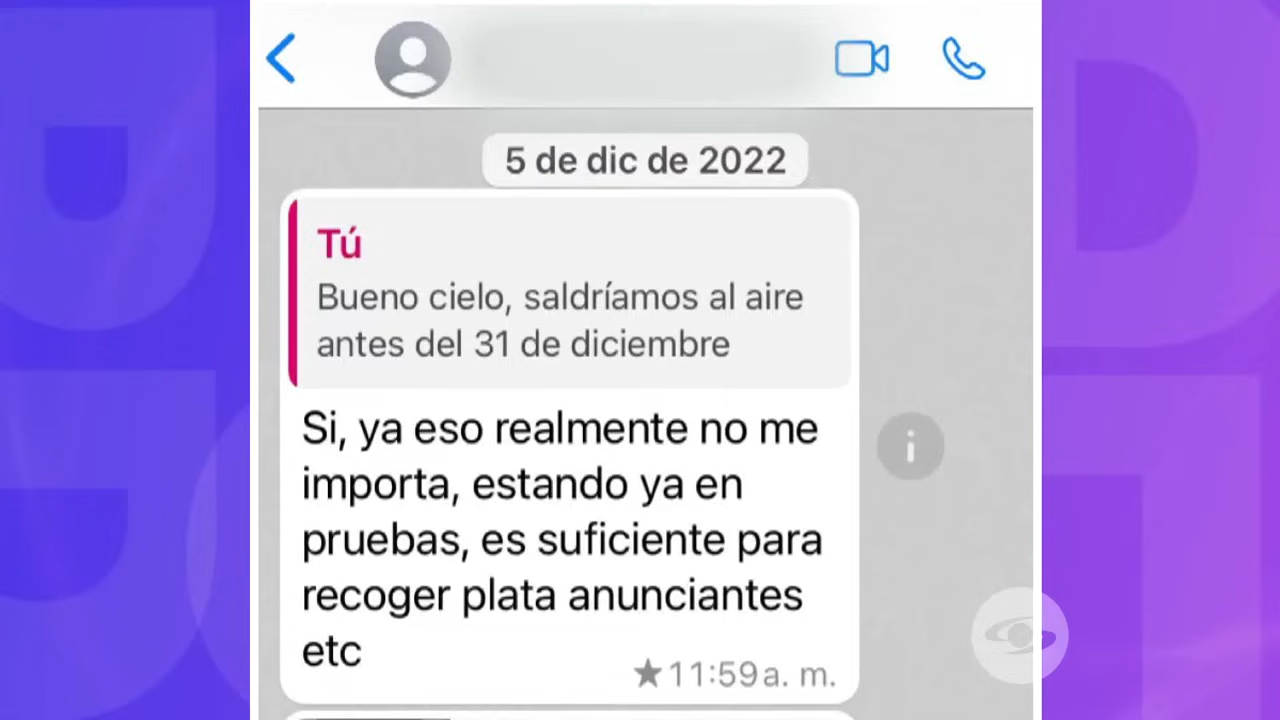 5 de dic de 2022
Tú
Bueno cielo, saldríamos al aire
antes del 31 de diciembre
Si, ya eso realmente no me
importa, estando ya en
pruebas, es suficiente para
recoger plata anunciantes
etc
★11:59 a. m.